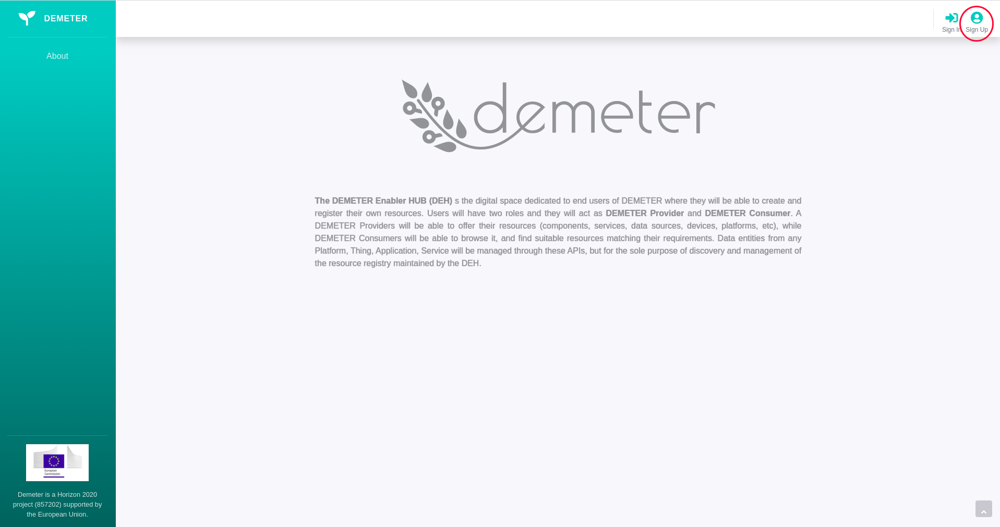 DEMETER
Sign In
Sign Up
About
demeter
The DEMETER Enabler HUB (DEH) s the digital space dedicated to end users of DEMETER where they will be able to create and
register their own resources. Users will have two roles and they will act as DEMETER Provider and DEMETER Consumer. A
DEMETER Providers will be able to offer their resources (components, services, data sources, devices, platforms, etc), while
DEMETER Consumers will be able to browse it, and find suitable resources matching their requirements. Data entities from any
Platform, Thing, Application, Service will be managed through these APIs, but for the sole purpose of discovery and management of
the resource registry maintained by the DEH.
European
Commission
Demeter is a Horizon 2020
project (857202) supported by
the European Union.